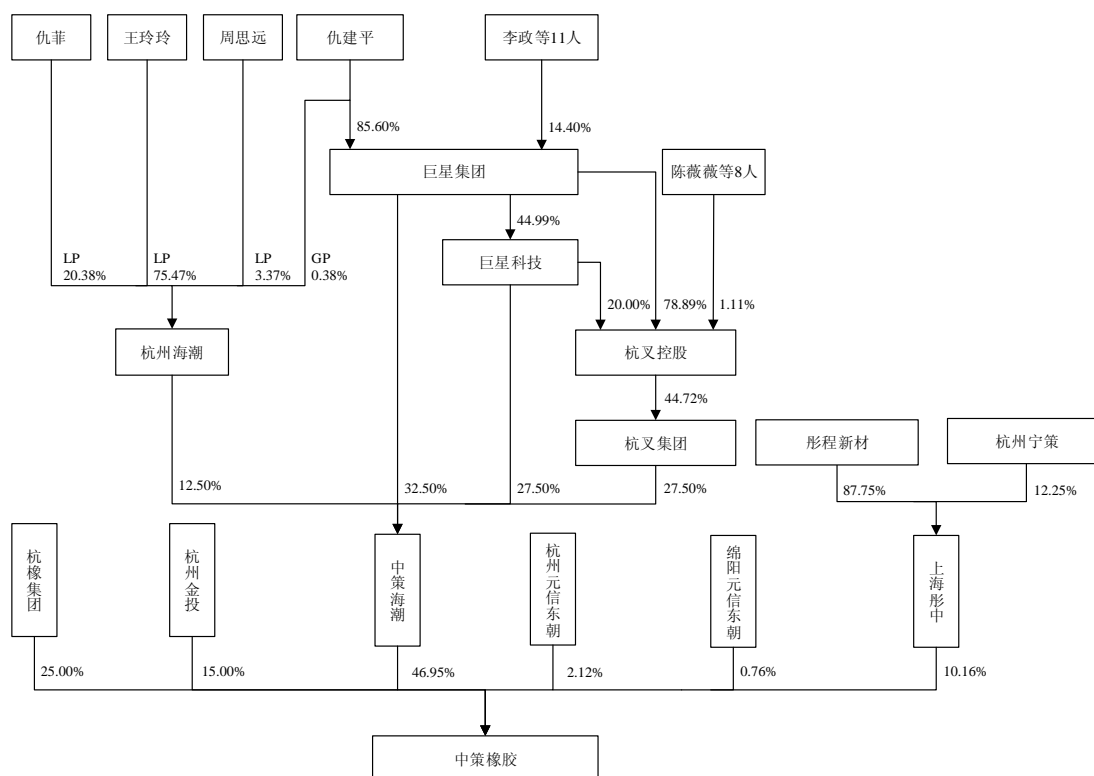 仇菲
王玲玲
周思远
仇建平
李政等11人
85.60%
14.40%
巨星集团
陈薇薇等8人
44.99%
LP
20.38%
LP
75.47%
LP
3.37%
GP
0.38%
巨星科技
20.00%
78.89%
1.11%
杭州海潮
杭叉控股
44.72%
杭叉集团
彤程新材
杭州宁策
12.50%
32.50%
27.50%
27.50%
87.75%
12.25%
杭橡集团
杭州金投
中策海潮
杭州元信东朝
绵阳元信东朝
上海彤中
25.00%
15.00%
46.95%
2.12%
0.76%
10.16%
中策橡胶